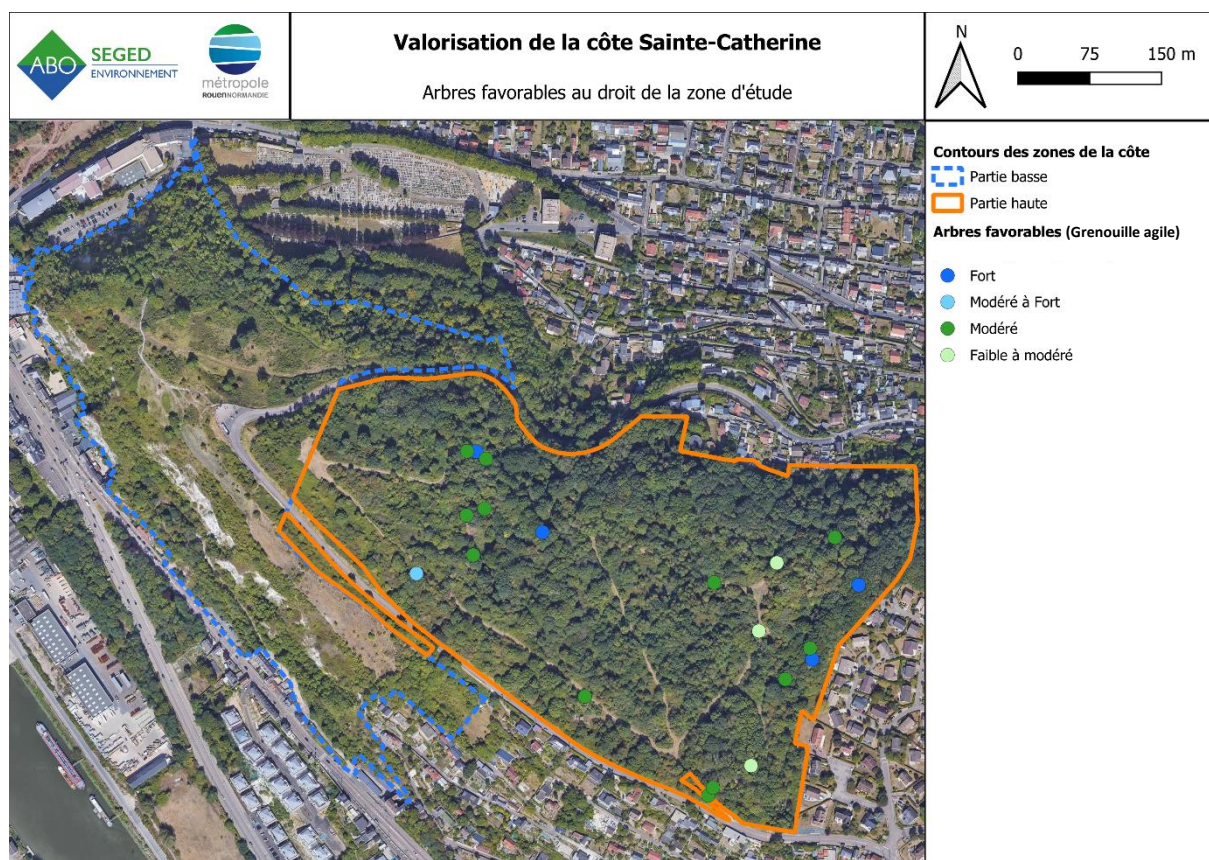 ABO
SEGED
ENVIRONNEMENT
métropole
ROUENNORMANDIE
Valorisation de la côte Sainte-Catherine
Arbres favorables au droit de la zone d'étude
N
0 75 150 m
Contours des zones de la côte
Partie basse
Partie haute
Arbres favorables (Grenouille agile)
Fort
Modéré à Fort
Modéré
Faible à modéré